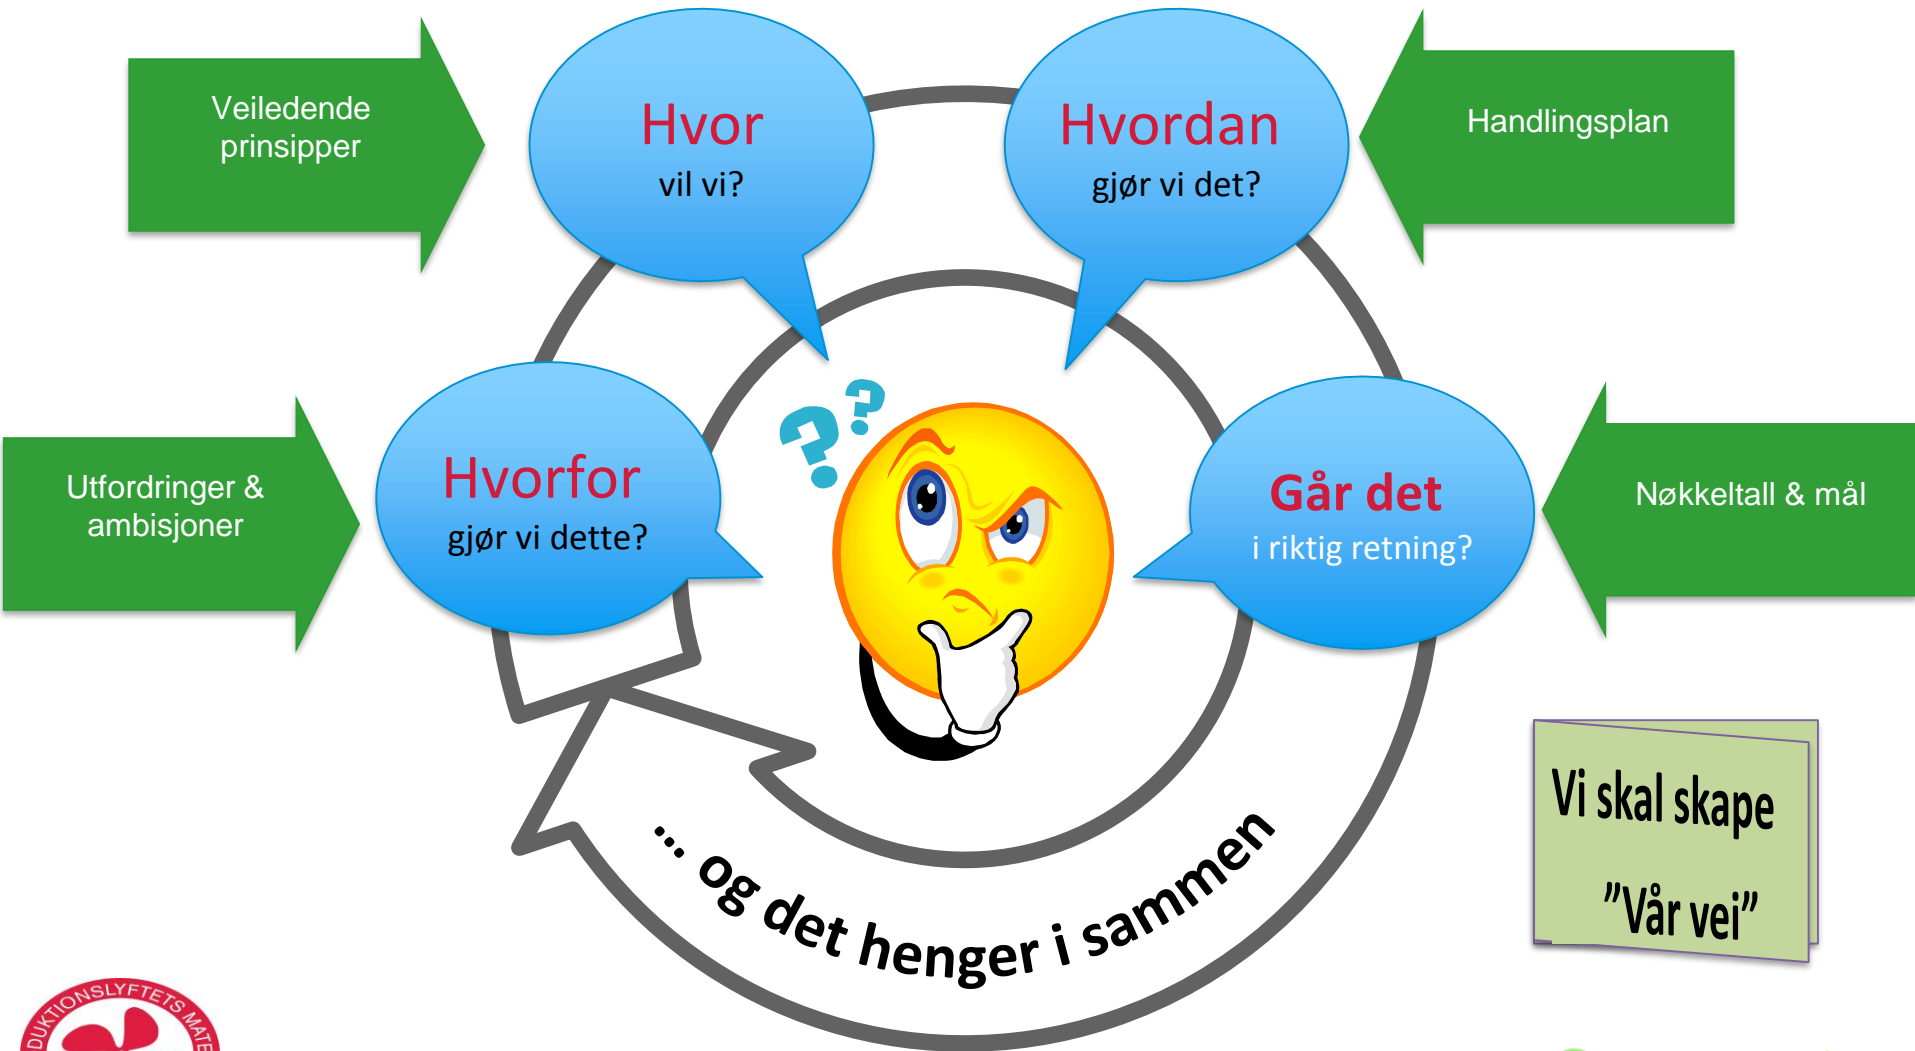 Veiledende
prinsipper
Hvor
vil vi?
Hvordan
gjør vi det?
Handlingsplan
Utfordringer &
ambisjoner
Hvorfor
gjør vi dette?
Går det
i riktig retning?
Nøkkeltall & mål
.... og det henger i sammen
Vi skal skape
”Vår vei”
DUKTIONSLYFTETS MATE